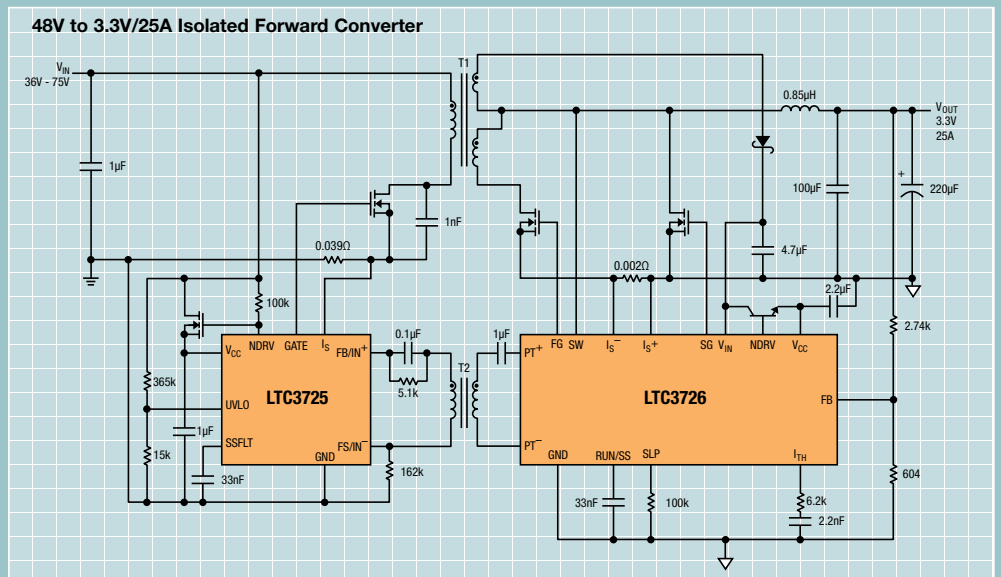 48V to 3.3V/25A Isolated Forward Converter
VIN
36V - 75V
T1
0.85µH
VOUT
3.3V
25A
1µF
1nF
100µF
+
220µF
0.039Ω
0.002Ω
4.7µF
2.2µF
100k
0.1µF
1µF
2.74k
VCC
NDRV
GATE
IS
FB/IN+
PT+
FG
SW
IS−
IS+
SG
VIN
NDRV
VCC
365k
5.1k
T2
LTC3725
LTC3726
UVLO
FB
1µF
SSFLT
FS/IN−
PT−
15k
GND
GND
RUN/SS
SLP
ITH
33nF
162k
604
33nF
100k
6.2k
2.2nF